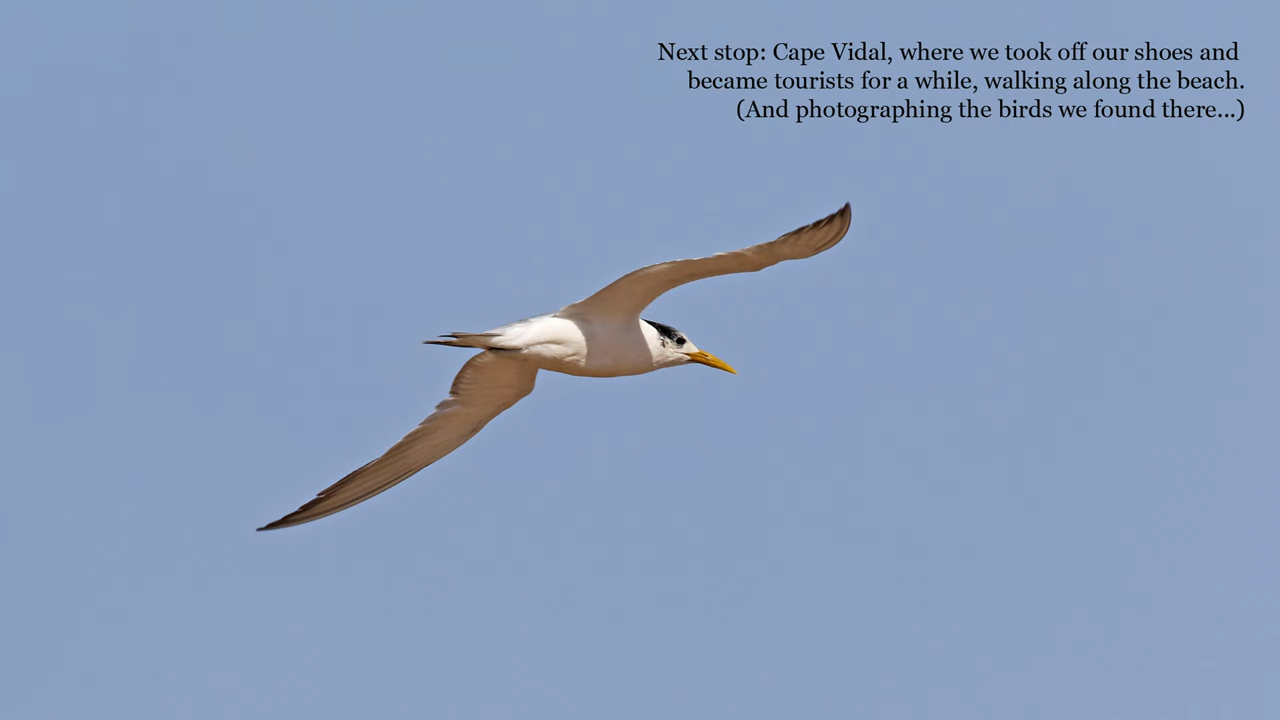 Next stop: Cape Vidal, where we took off our shoes and
became tourists for a while, walking along the beach.
(And photographing the birds we found there...)